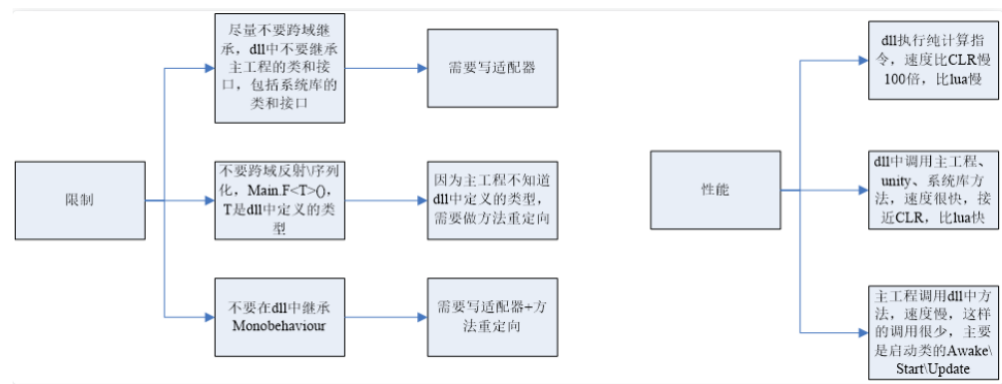 尽量不要跨域继
承，dll中不要继承
主工程的类和接
口，包括系统库的
类和接口
需要写适配器
限制
不要跨域反射\序列
化，Main.F<T>()，
T是dll中定义的类
型
因为主工程不知道
dll中定义的类型，
需要做方法重定向
不要在dll中继承
Monobehaviour
需要写适配器+方
法重定向
性能
dll执行纯计算指
令，速度比CLR慢
100倍，比lua慢
dll中调用主工程、
unity、系统库方
法，速度很快，接
近CLR，比lua快
主工程调用dll中方
法，速度慢，这样
的调用很少，主要
是启动类的Awake\
Start\Update